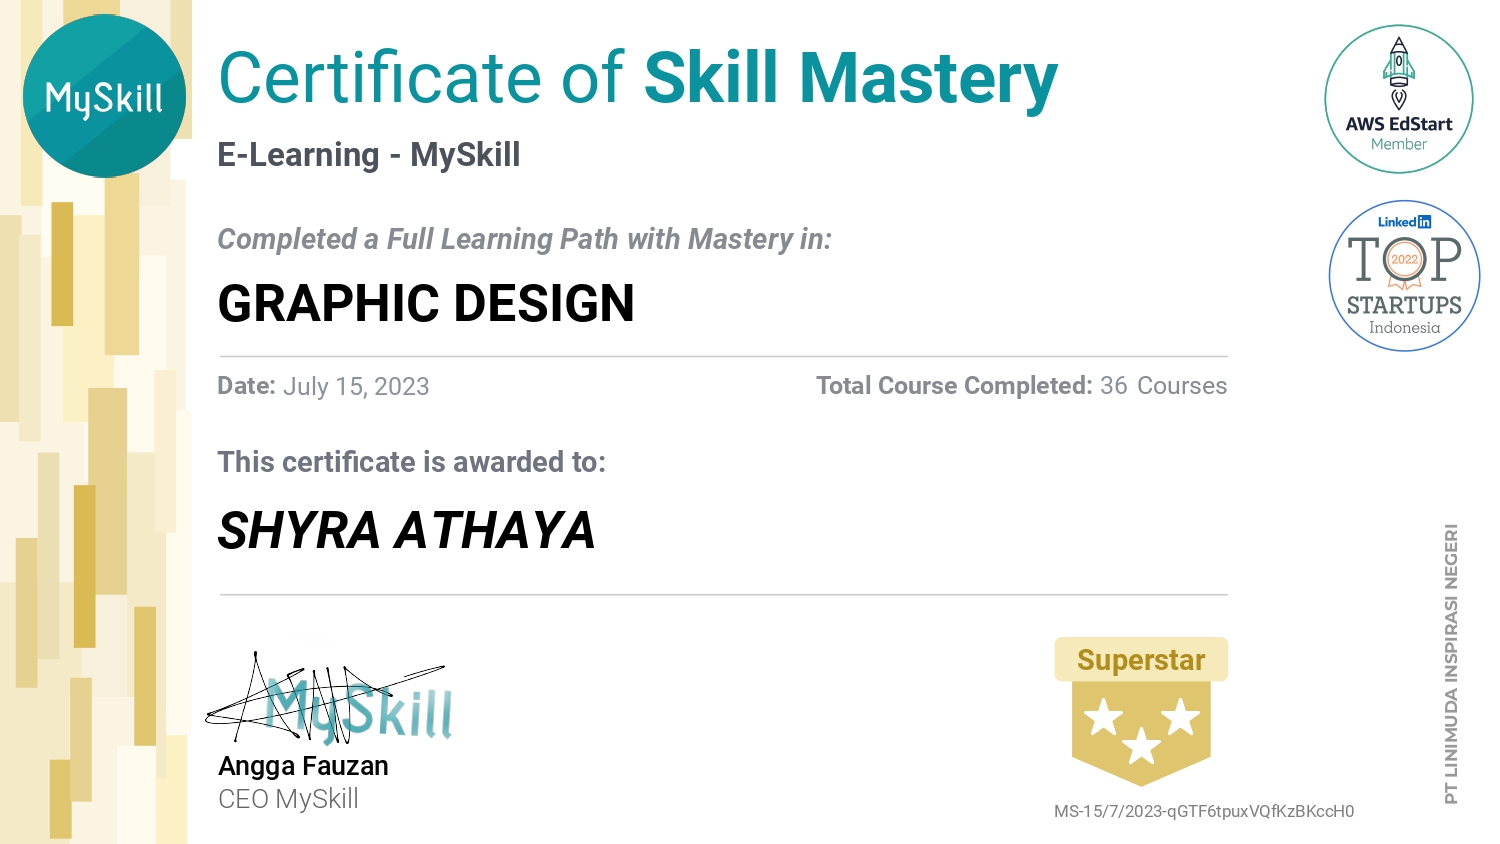 MySkill
Certificate of Skill Mastery
E-Learning - MySkill
Completed a Full Learning Path with Mastery in:
GRAPHIC DESIGN
Date: July 15, 2023
Total Course Completed: 36 Courses
This certificate is awarded to:
SHYRA ATHAYA
MySkill
Angga Fauzan
CEO MySkill
AWS EdStart
Member
Linked in
TOP
2022
STARTUPS
Indonesia
Superstar
MS-15/7/2023-qGTF6tpuxVQfKzBKccH0
PT LINIMUDA INSPIRASI NEGERI